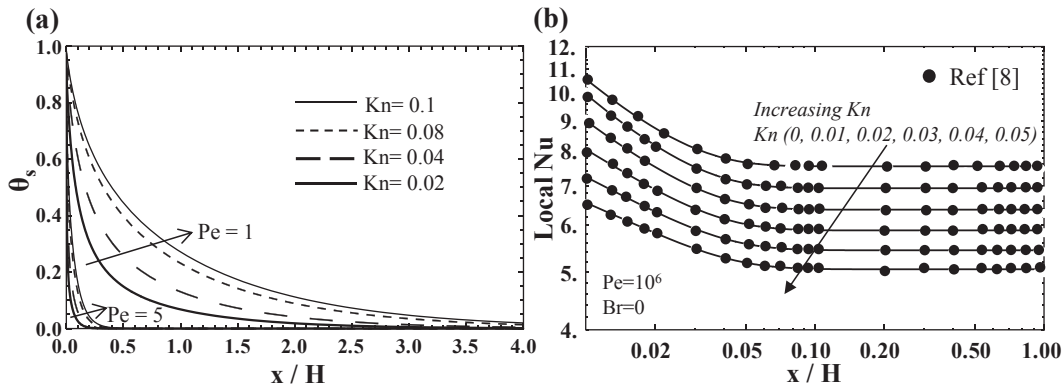 (a)
1.0
0.8
0.6
0.4
0.2
0.0
θs
Kn= 0.1
Kn= 0.08
Kn= 0.04
Kn= 0.02
Pe = 1
Pe = 5
0.0 0.5 1.0 1.5 2.0 2.5 3.0 3.5 4.0
x / H
(b)
12.
11.
10.
9.
8.
7.
6.
5.
4.
Local Nu
Ref [8]
Increasing Kn
Kn (0, 0.01, 0.02, 0.03, 0.04, 0.05)
Pe=10⁶
Br=0
0.02 0.05 0.10 0.20 0.50 1.00
x / H